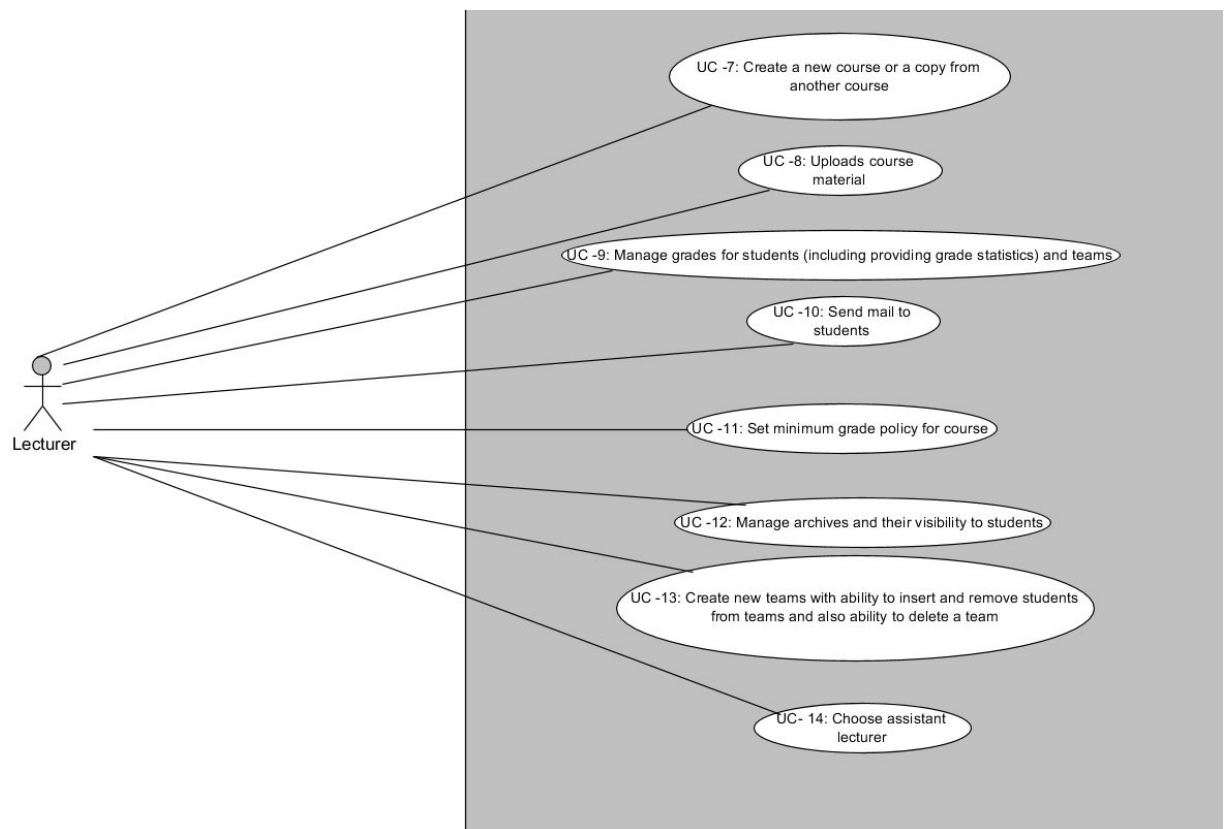 UC -7: Create a new course or a copy from
another course
UC -8: Uploads course
material
UC -9: Manage grades for students (including providing grade statistics) and teams
UC -10: Send mail to
students
Lecturer
UC -11: Set minimum grade policy for course
UC -12: Manage archives and their visibility to students
UC -13: Create new teams with ability to insert and remove students
from teams and also ability to delete a team
UC- 14: Choose assistant
lecturer